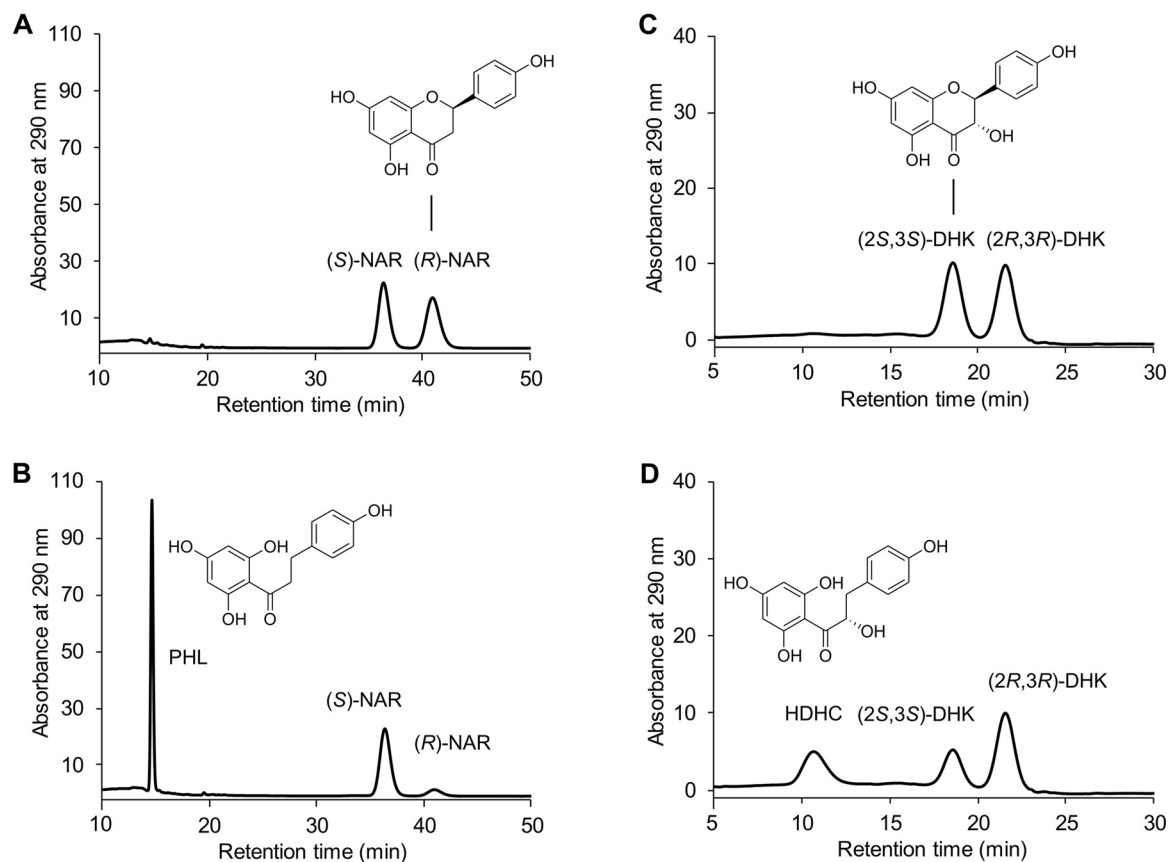 A
Absorbance at 290 nm
110
90
70
50
30
10
HO
O
OH
OH
O
(S)-NAR (R)-NAR
10 20 30 40 50
Retention time (min)
C
Absorbance at 290 nm
40
30
20
10
0
HO
O
OH
OH
OH
O
(2S,3S)-DHK (2R,3R)-DHK
5 10 15 20 25 30
Retention time (min)
B
Absorbance at 290 nm
110
90
70
50
30
10
OH
HO
OH
OH
O
PHL
(S)-NAR
(R)-NAR
10 20 30 40 50
Retention time (min)
D
Absorbance at 290 nm
40
30
20
10
0
OH
HO
OH
OH
OH
O
(2R,3R)-DHK
HDHC (2S,3S)-DHK
5 10 15 20 25 30
Retention time (min)